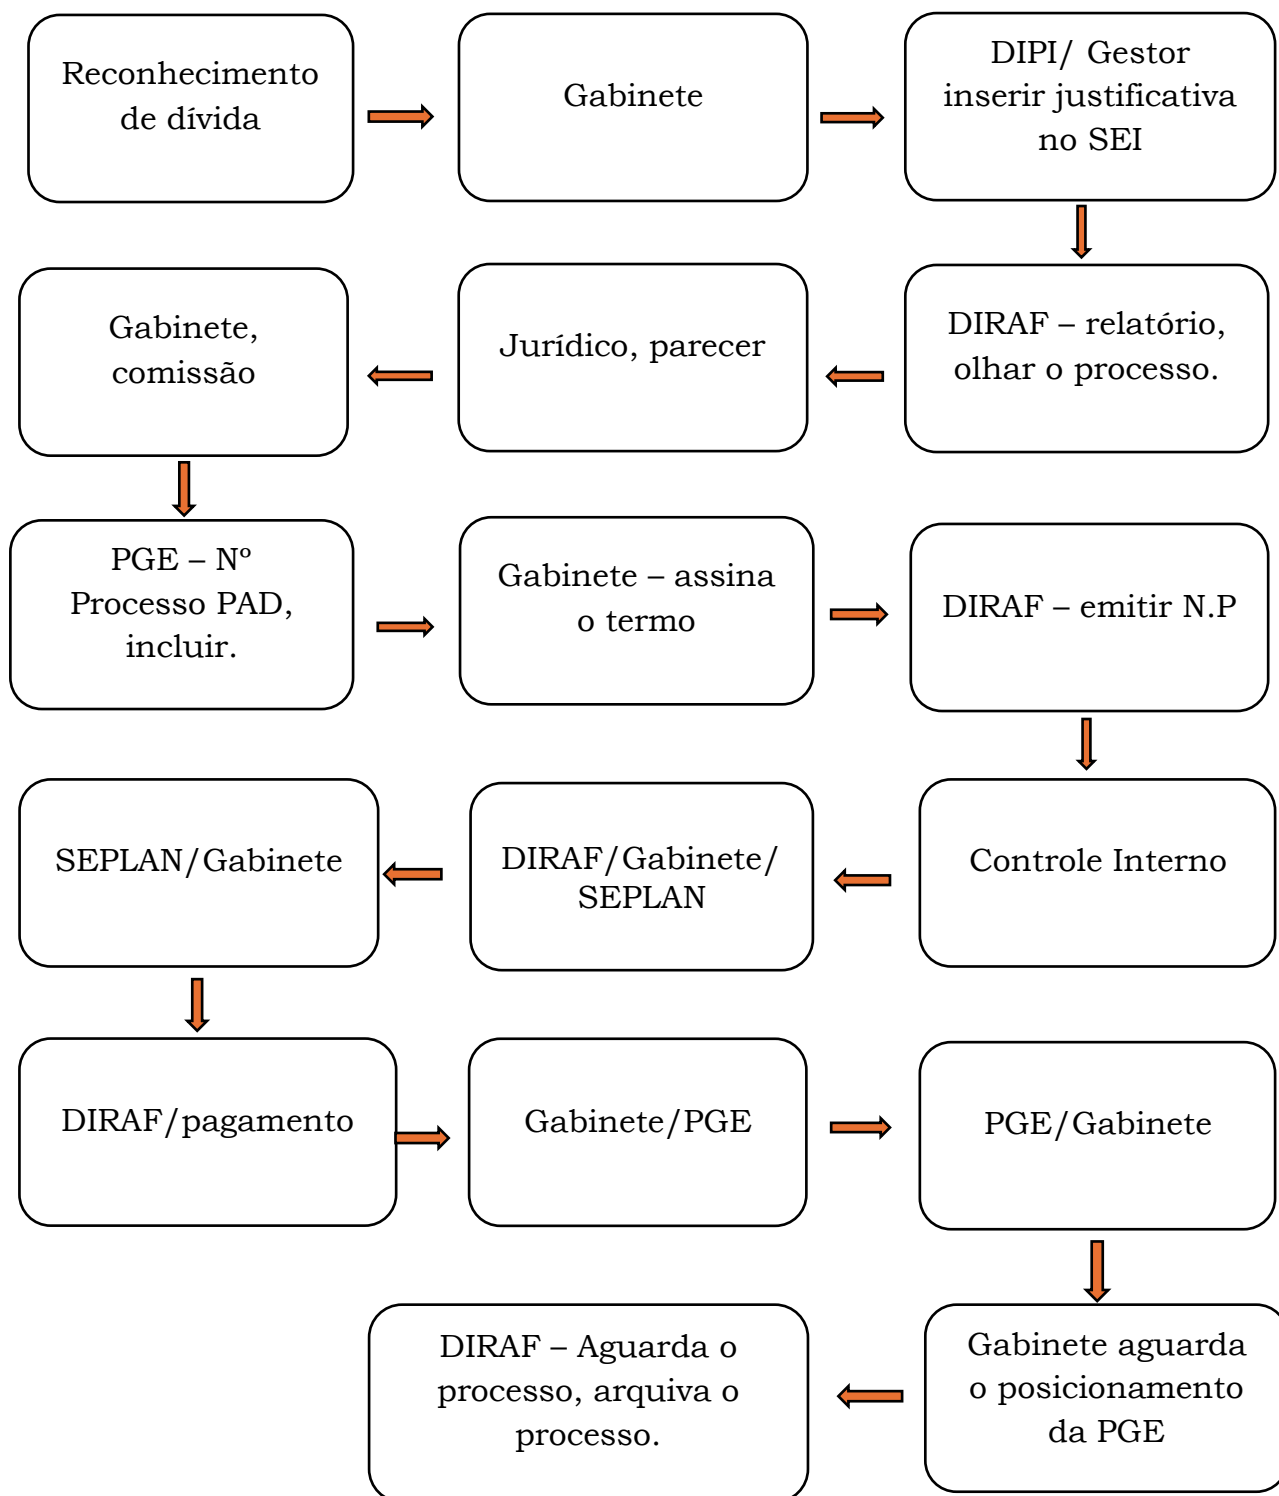 Reconhecimento
de dívida
Gabinete
DIPI/ Gestor
inserir justificativa
no SEI
DIRAF – relatório,
olhar o processo.
Jurídico, parecer
Gabinete,
comissão
PGE – Nº
Processo PAD,
incluir.
Gabinete – assina
o termo
DIRAF – emitir N.P
Controle Interno
DIRAF/Gabinete/
SEPLAN
SEPLAN/Gabinete
DIRAF/pagamento
Gabinete/PGE
PGE/Gabinete
Gabinete aguarda
o posicionamento
da PGE
DIRAF – Aguarda o
processo, arquiva o
processo.